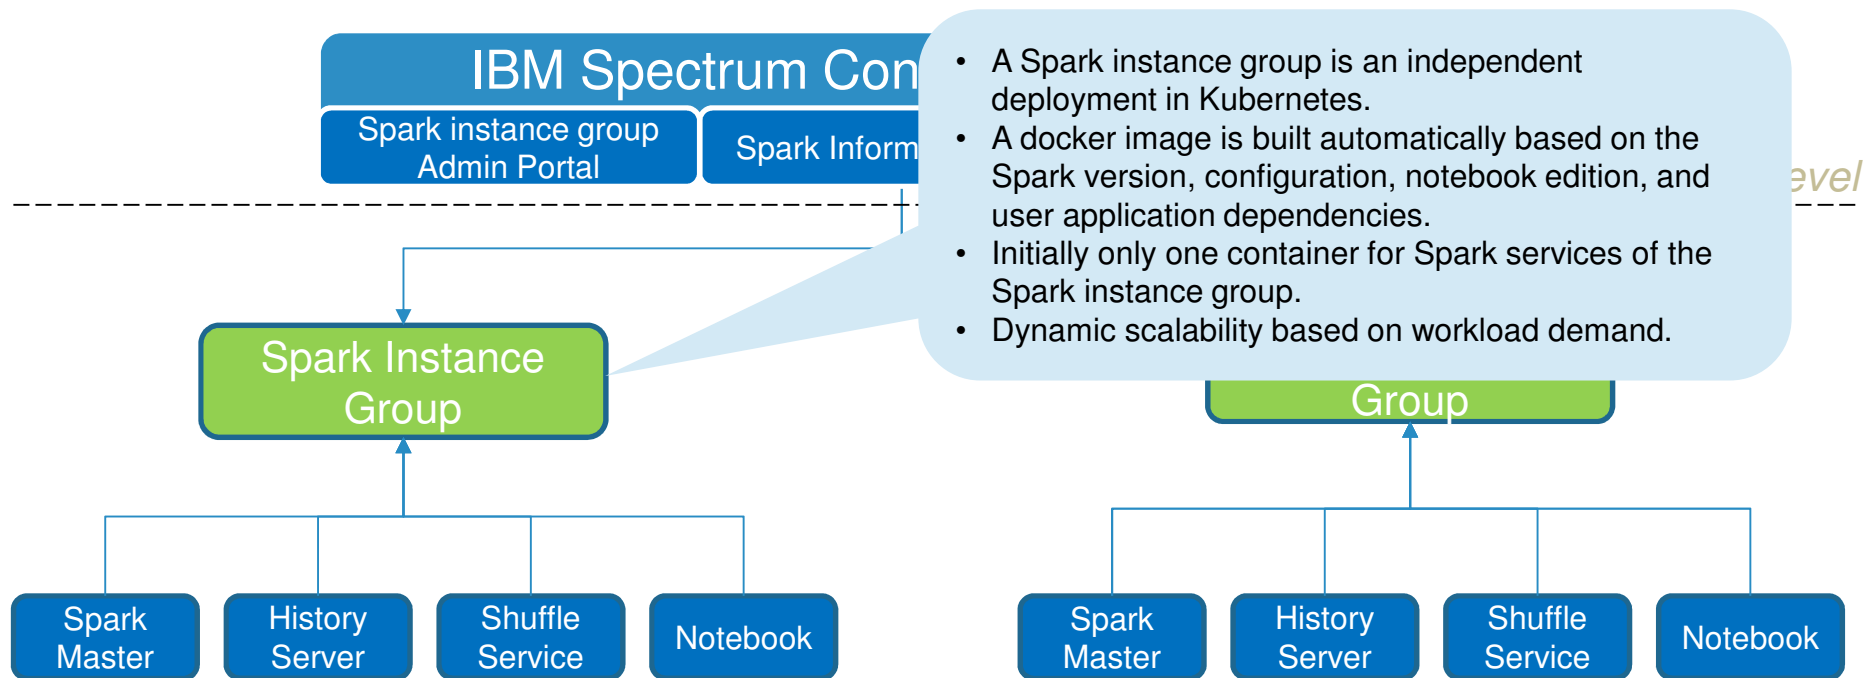 IBM Spectrum Con
Spark instance group
Admin Portal
Spark Inform
• A Spark instance group is an independent
deployment in Kubernetes.
• A docker image is built automatically based on the
Spark version, configuration, notebook edition, and
user application dependencies.
• Initially only one container for Spark services of the
Spark instance group.
• Dynamic scalability based on workload demand.
evel
Spark Instance
Group
Group
Spark
Master
History
Server
Shuffle
Service
Notebook
Spark
Master
History
Server
Shuffle
Service
Notebook